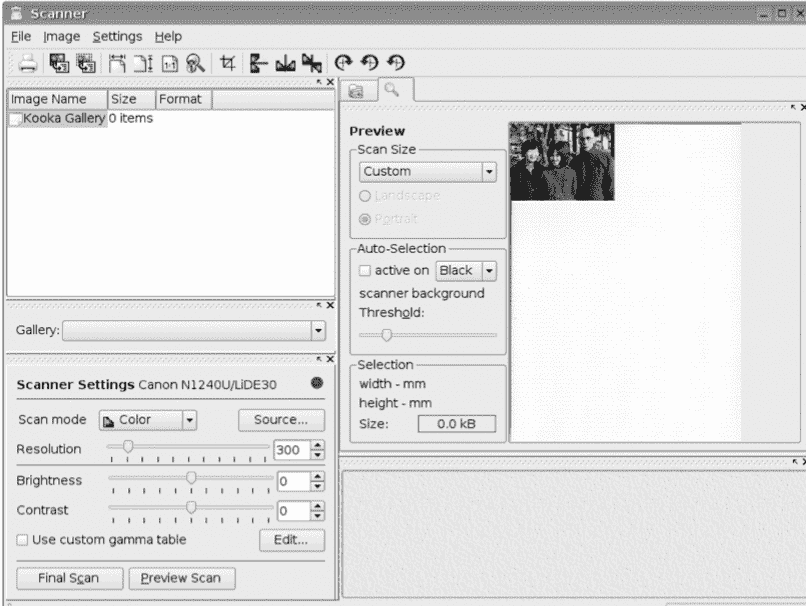 Scanner
File Image Settings Help
Image Name Size Format
Kooka Gallery 0 items
Gallery:
Scanner Settings Canon N1240U/LiDE30
Scan mode Color Source...
Resolution 300
Brightness 0
Contrast 0
Use custom gamma table Edit...
Final Scan Preview Scan
Preview
Scan Size
Custom
Landscape
Portrait
Auto-Selection
active on Black
scanner background
Threshold:
Selection
width - mm
height - mm
Size: 0.0 kB